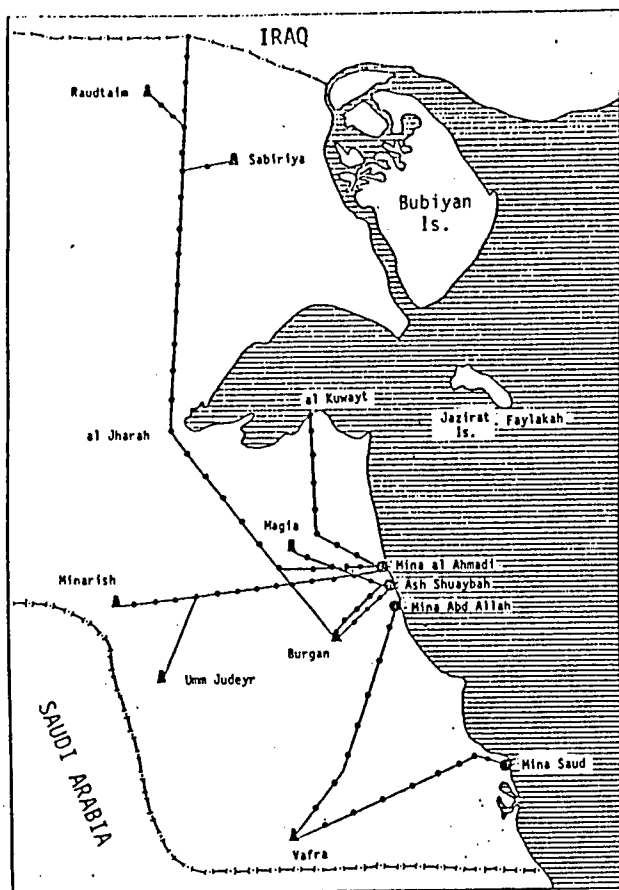 IRAQ
Raudtaim
Sabiriya
Bubiyan
Is.
al Kuwayt
Jazirat Faylakah
Is.
al Jharah
Magia
Mina al Ahmadi
Ash Shuaybah
Minarish
Mina Abd Allah
Burgan
Umm Judeyr
SAUDI ARABIA
Mina Saud
Vafra